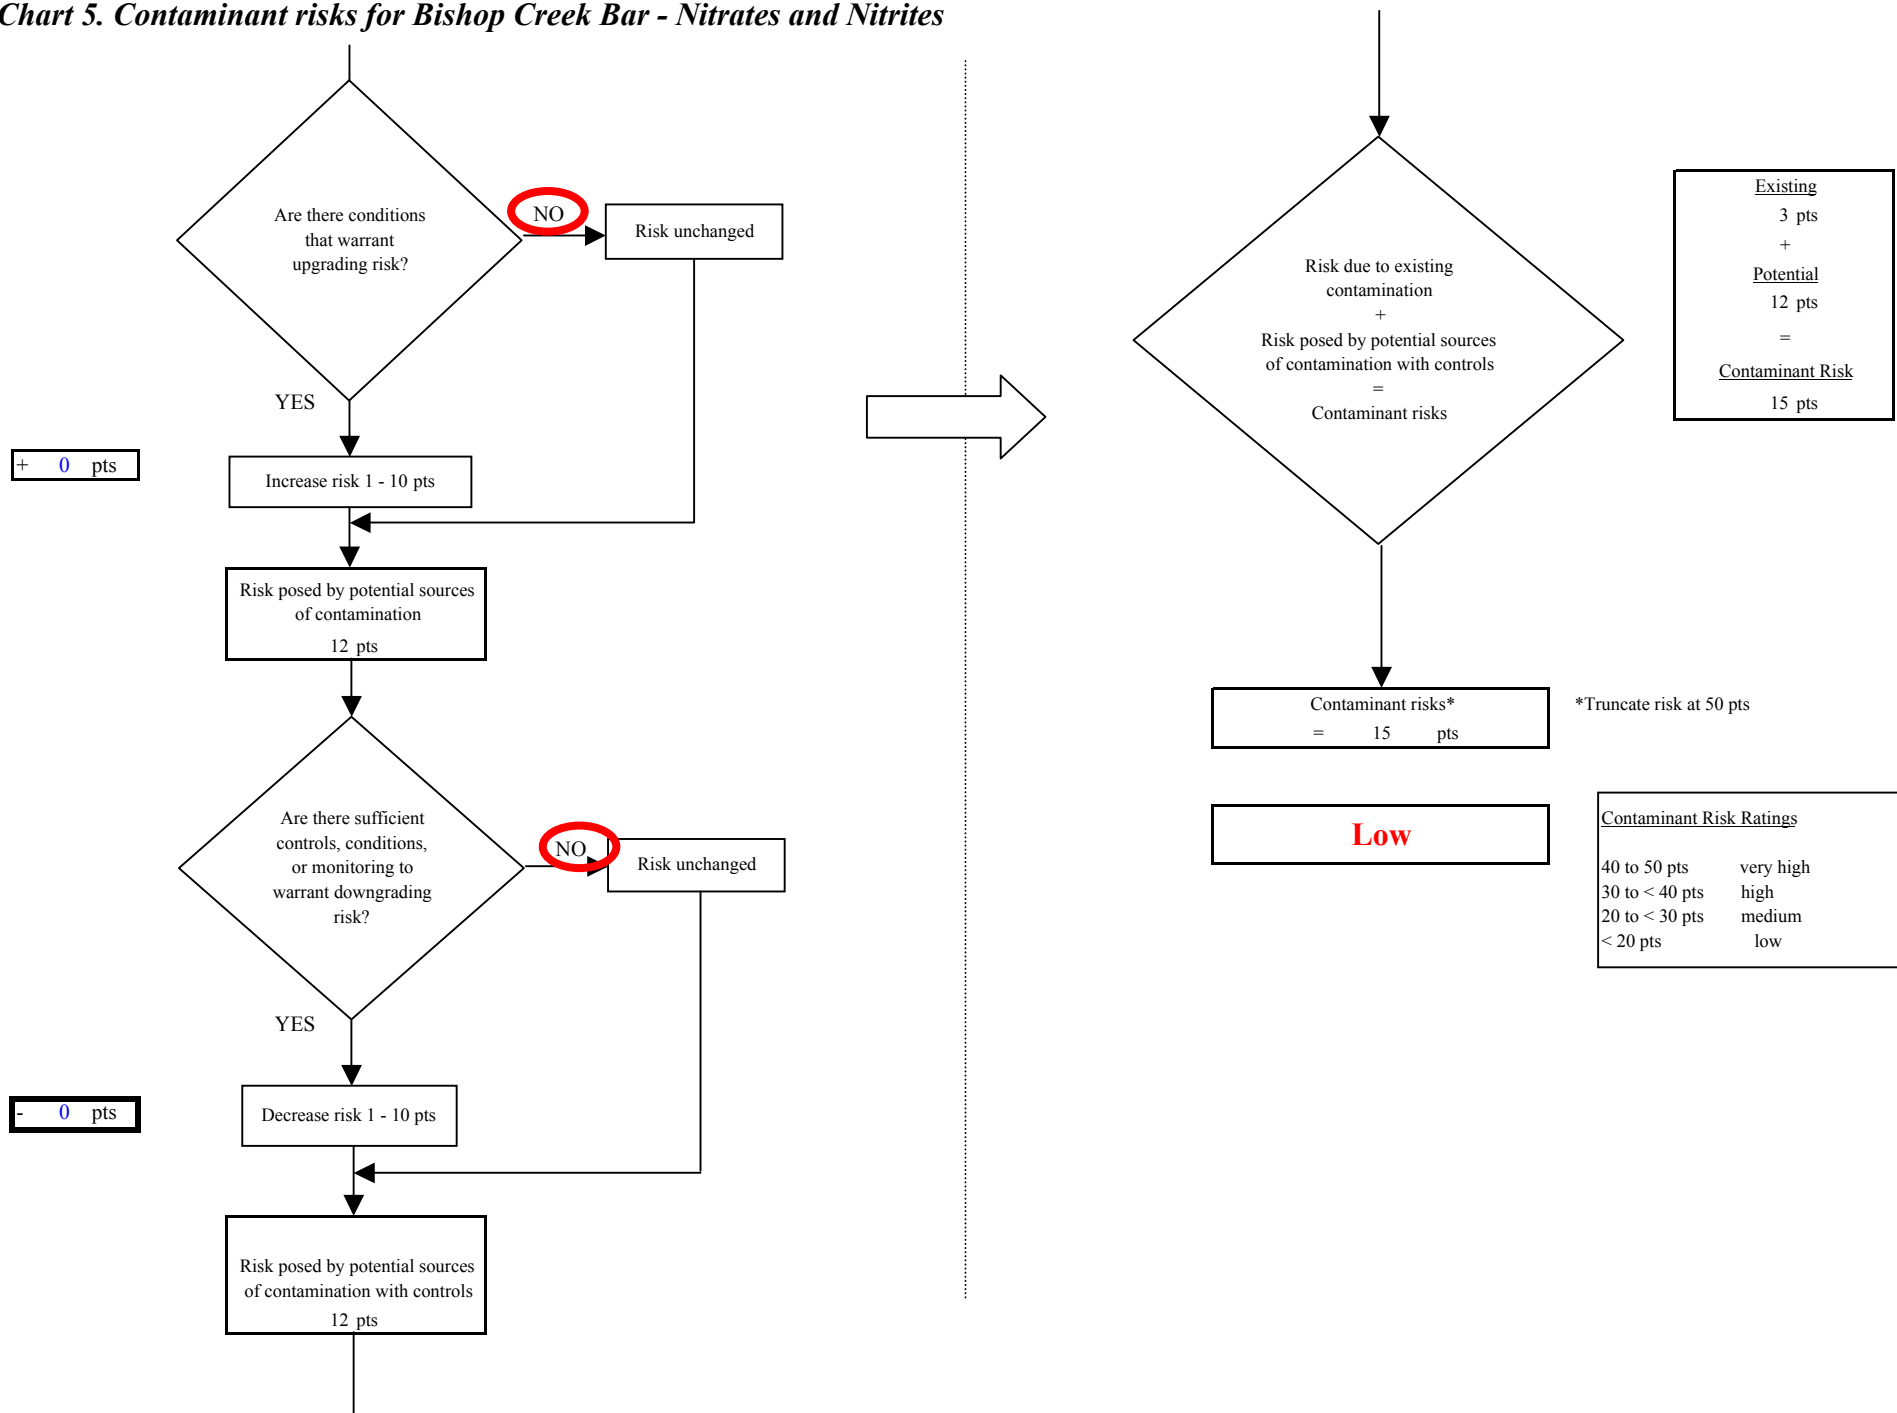 Chart 5. Contaminant risks for Bishop Creek Bar - Nitrates and Nitrites
Are there conditions
that warrant
upgrading risk?
NO
Risk unchanged
YES
+ 0 pts
Increase risk 1 - 10 pts
Risk posed by potential sources
of contamination
12 pts
Are there sufficient
controls, conditions,
or monitoring to
warrant downgrading
risk?
NO
Risk unchanged
YES
- 0 pts
Decrease risk 1 - 10 pts
Risk posed by potential sources
of contamination with controls
12 pts
Risk due to existing
contamination
+
Risk posed by potential sources
of contamination with controls
=
Contaminant risks
Existing
3 pts
+
Potential
12 pts
=
Contaminant Risk
15 pts
Contaminant risks*
= 15 pts
*Truncate risk at 50 pts
Low
Contaminant Risk Ratings
40 to 50 pts very high
30 to < 40 pts high
20 to < 30 pts medium
< 20 pts low